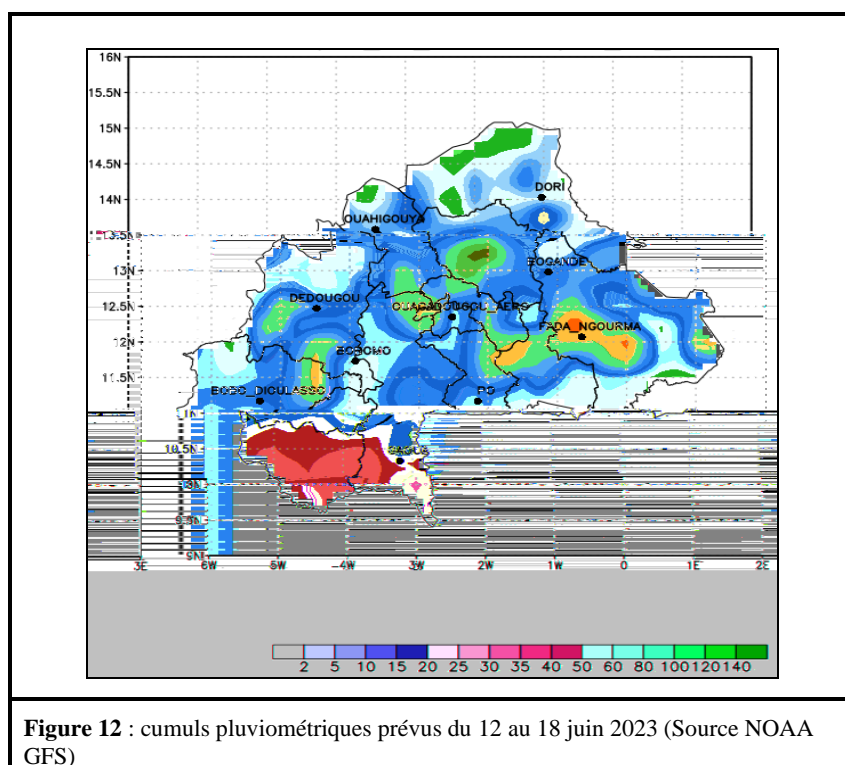 16N
15.5N
15N
14.5N
14N
DORI
OUAHIGOUYA
13.5N
13N
12.5N
DEDOUGOU
FADA_NGOURMA
12N
11.5N
PO
10.5N
6W
5W
4W
3W
2W
1W
0
1E
2E
2 5 10 15 20 25 30 35 40 50 60 80 100 120 140
Figure 12 : cumuls pluviométriques prévus du 12 au 18 juin 2023 (Source NOAA
GFS)